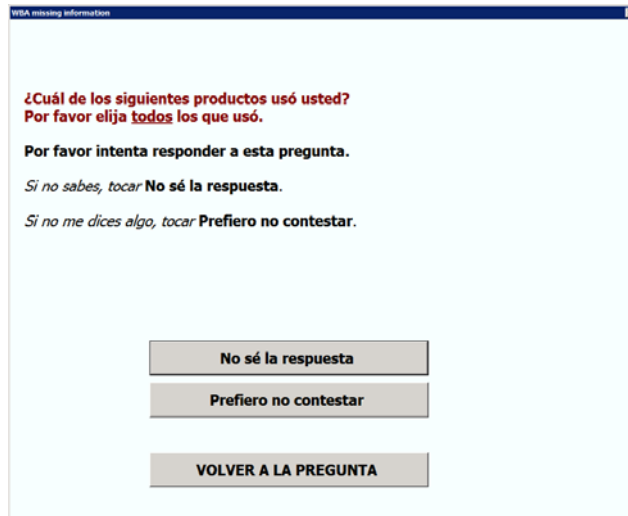 WBA missing information
¿Cuál de los siguientes productos usó usted?
Por favor elija todos los que usó.
Por favor intenta responder a esta pregunta.
Si no sabes, tocar No sé la respuesta.
Si no me dices algo, tocar Prefiero no contestar.
No sé la respuesta
Prefiero no contestar
VOLVER A LA PREGUNTA